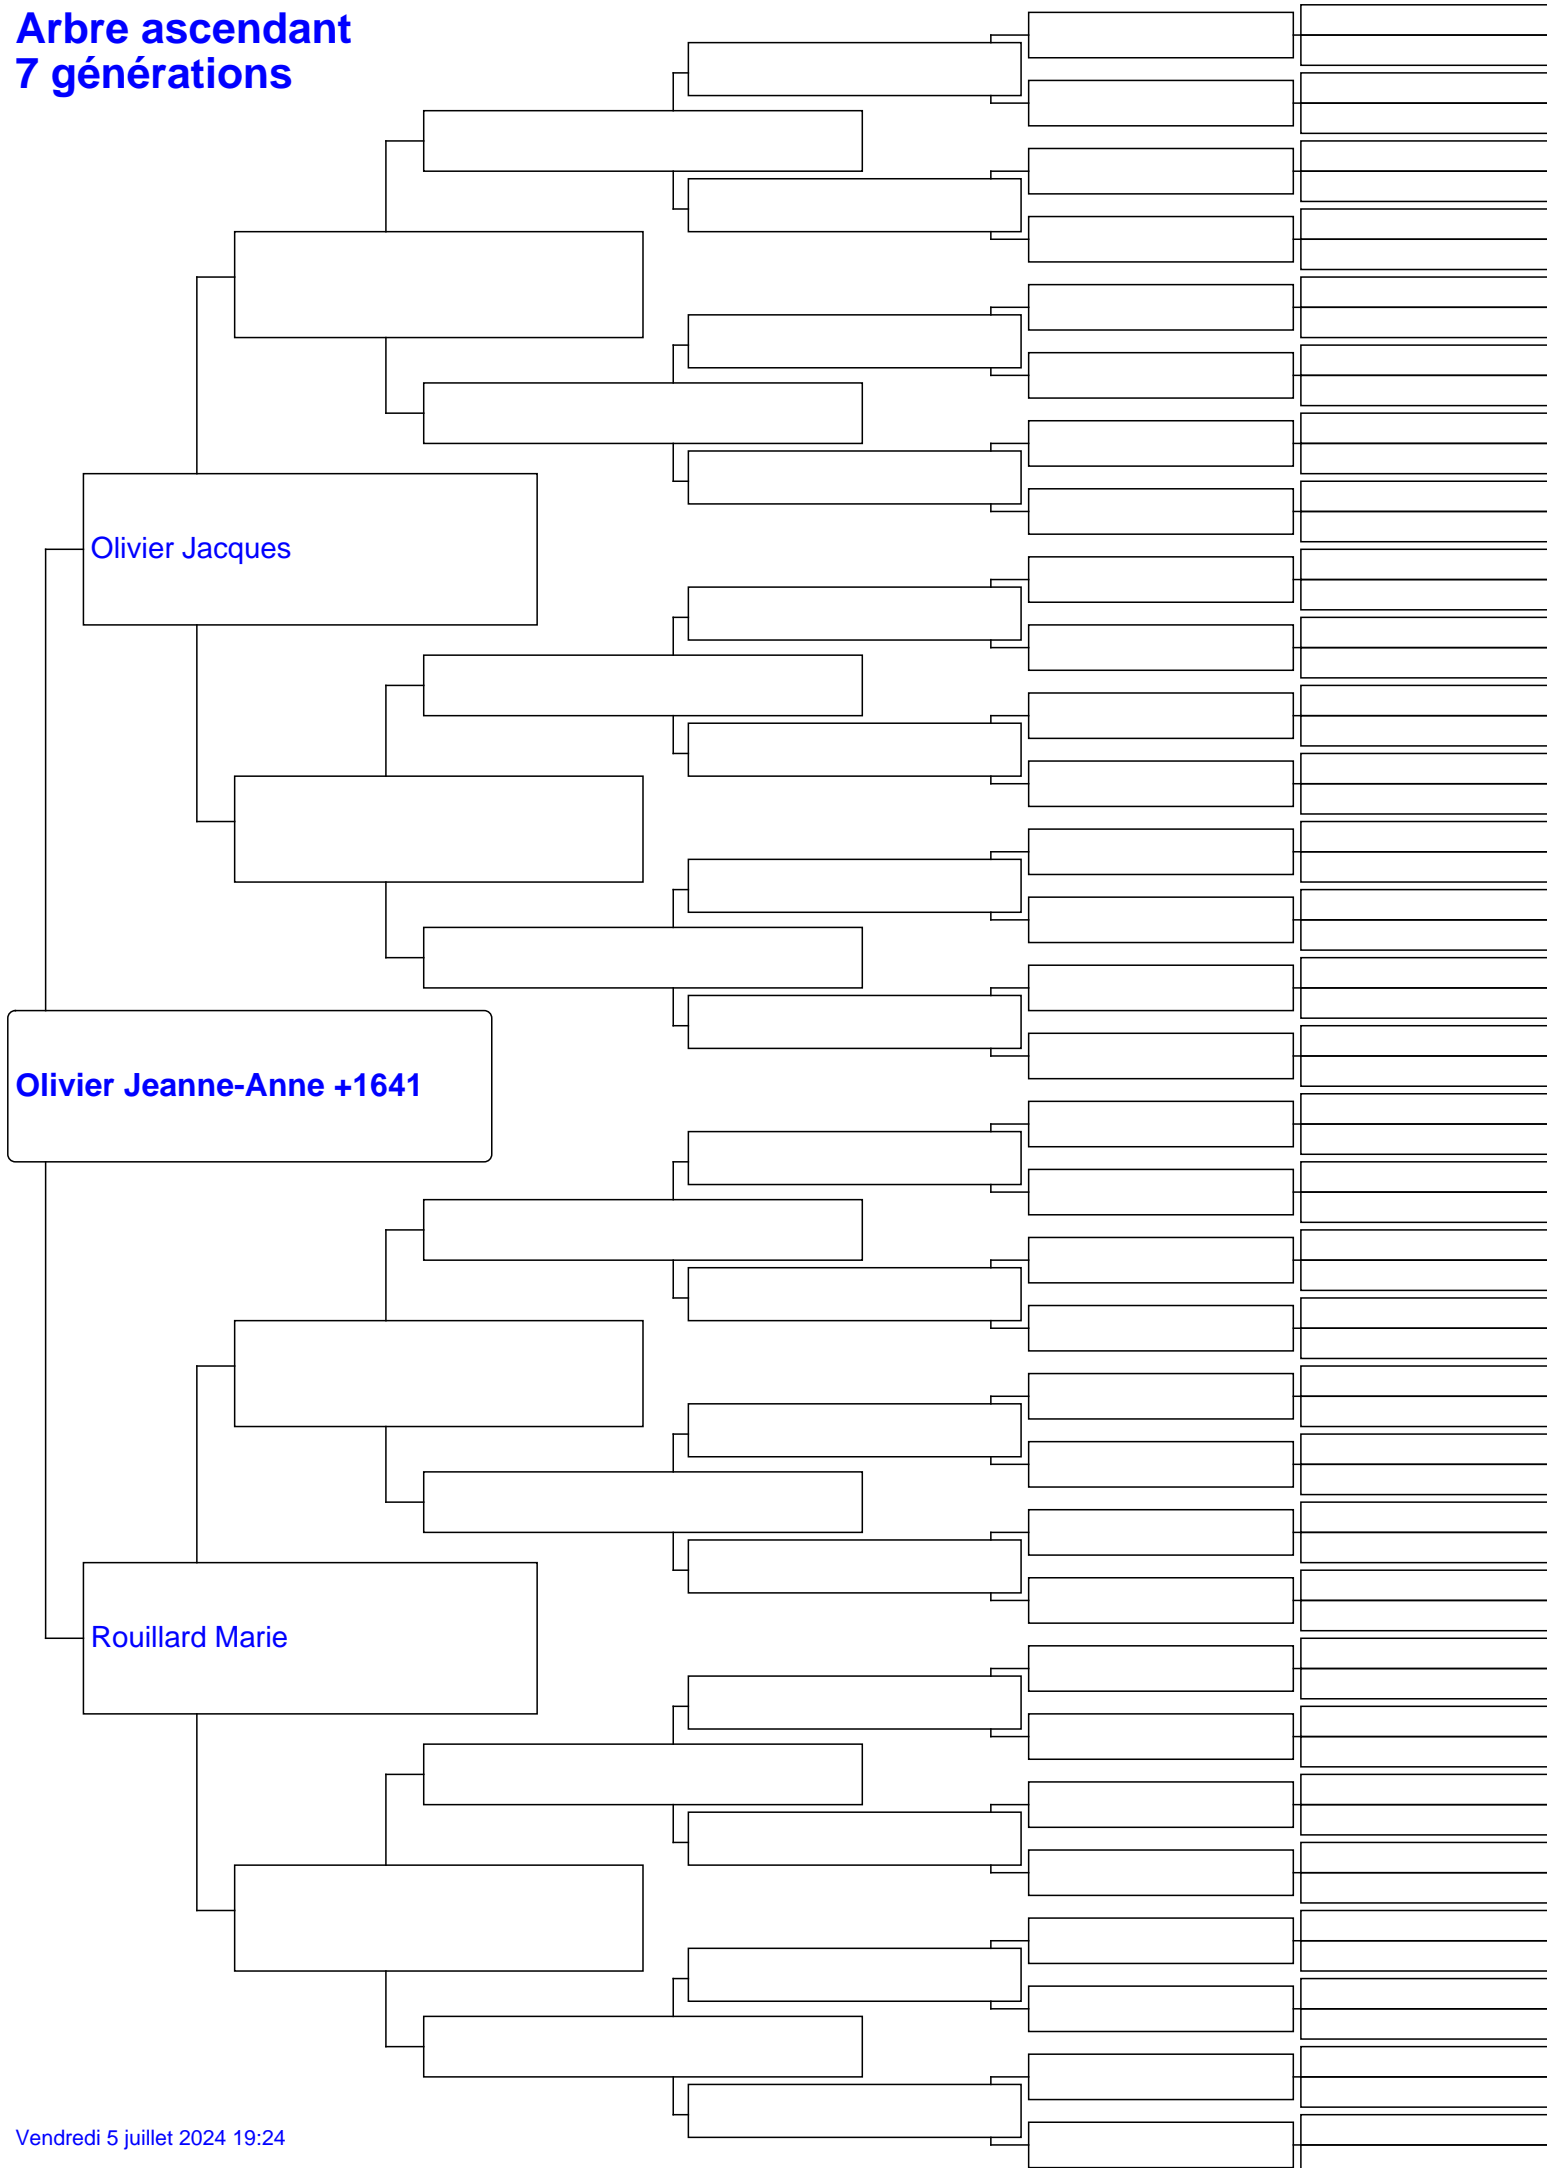 Arbre ascendant
7 générations
Olivier Jacques
Olivier Jeanne-Anne +1641
Rouillard Marie
Vendredi 5 juillet 2024 19:24